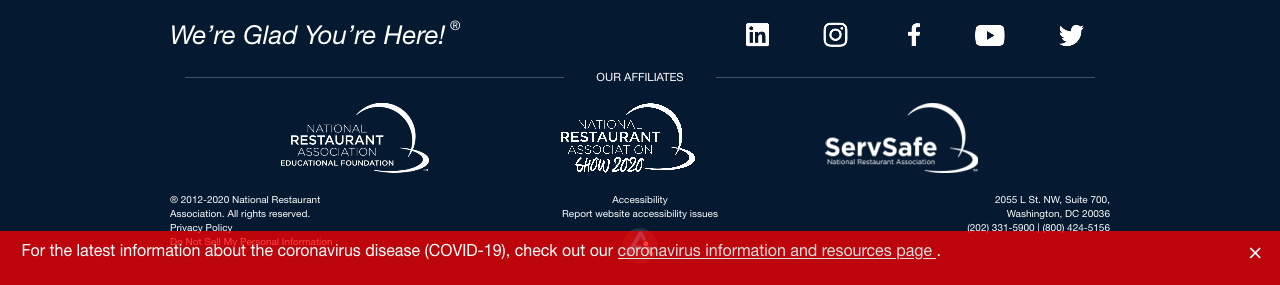 We're Glad You're Here! ®
OUR AFFILIATES
NATIONAL
RESTAURANT
ASSOCIATION
EDUCATIONAL FOUNDATION
NATIONAL
RESTAURANT
ASSOCIATION
SHOW 2020
ServSafe
National Restaurant Association
® 2012-2020 National Restaurant
Association. All rights reserved.
Privacy Policy
Do Not Sell My Personal Information
Accessibility
Report website accessibility issues
2055 L St. NW, Suite 700,
Washington, DC 20036
(202) 331-5900 | (800) 424-5156
For the latest information about the coronavirus disease (COVID-19), check out our coronavirus information and resources page .